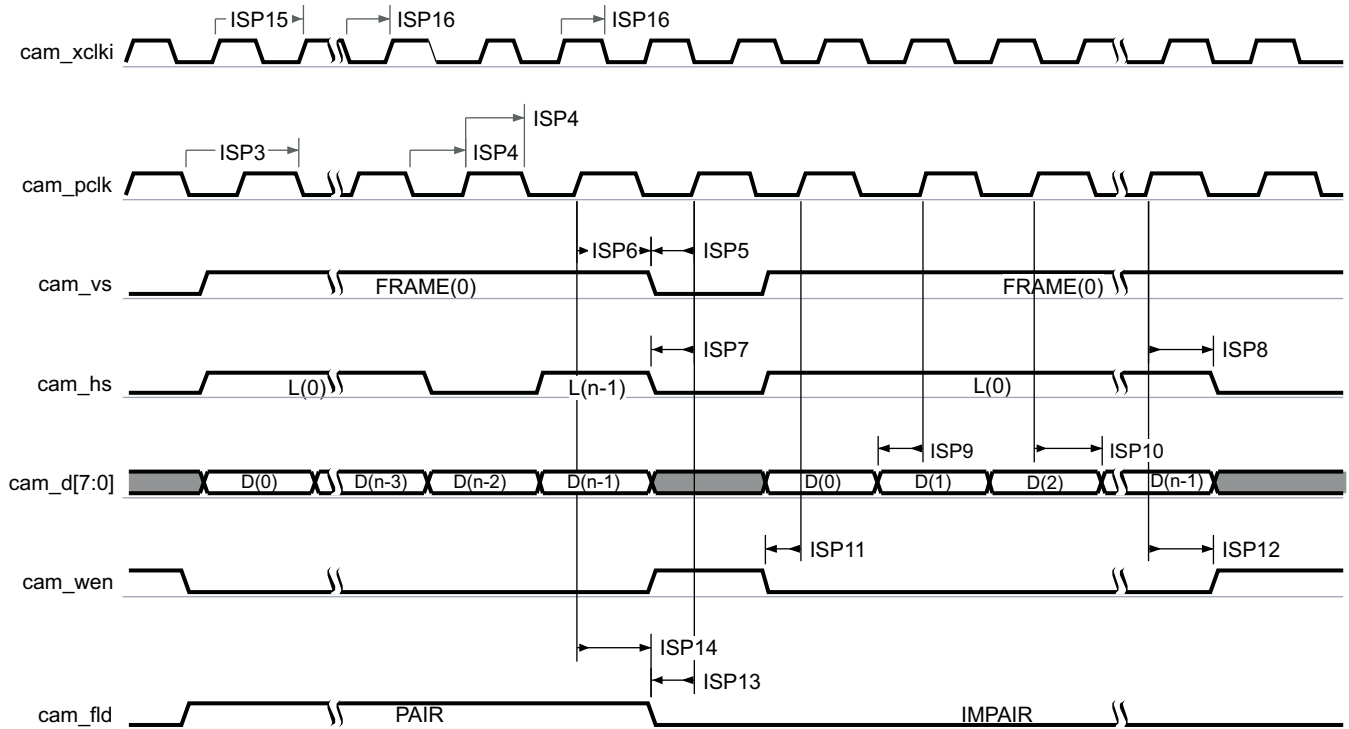 ISP15 ISP16 ISP16
cam_xclki
ISP4
ISP3 ISP4
cam_pclk
ISP6 ISP5
cam_vs FRAME(0) FRAME(0)
ISP7 ISP8
cam_hs L(0) L(n-1) L(0)
ISP9 ISP10
cam_d[7:0] D(0) D(n-3) D(n-2) D(n-1) D(0) D(1) D(2) D(n-1)
ISP11 ISP12
cam_wen
ISP14
ISP13
cam_fld PAIR IMPAIR